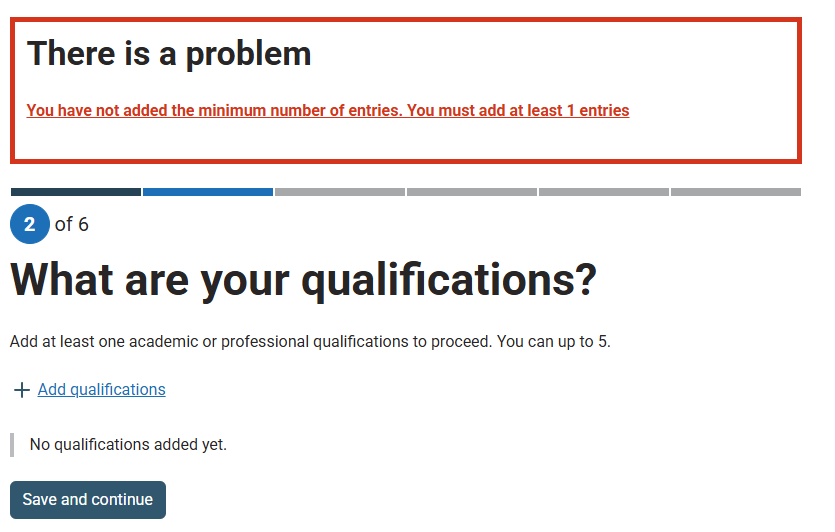 There is a problem
You have not added the minimum number of entries. You must add at least 1 entries
2 of 6
What are your qualifications?
Add at least one academic or professional qualifications to proceed. You can up to 5.
Add qualifications
No qualifications added yet.
Save and continue